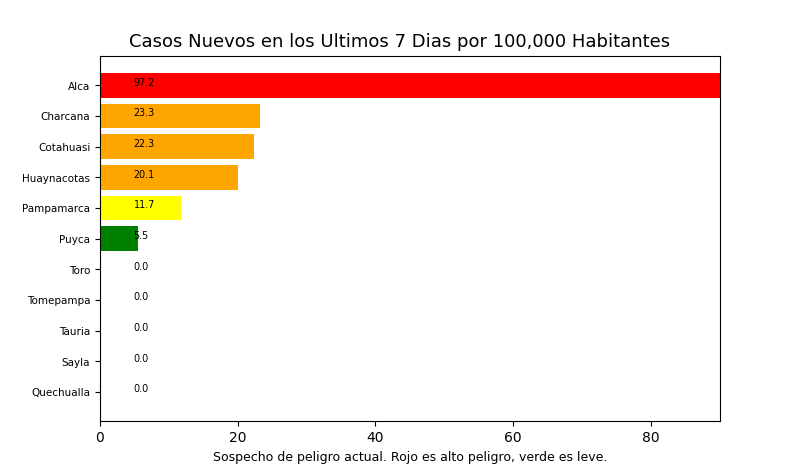 Casos Nuevos en los Ultimos 7 Dias por 100,000 Habitantes
Alca 97.2
Charcana 23.3
Cotahuasi 22.3
Huaynacotas 20.1
Pampamarca 11.7
Puyca 5.5
Toro 0.0
Tomepampa 0.0
Tauria 0.0
Sayla 0.0
Quechualla 0.0
0 20 40 60 80
Sospecho de peligro actual. Rojo es alto peligro, verde es leve.